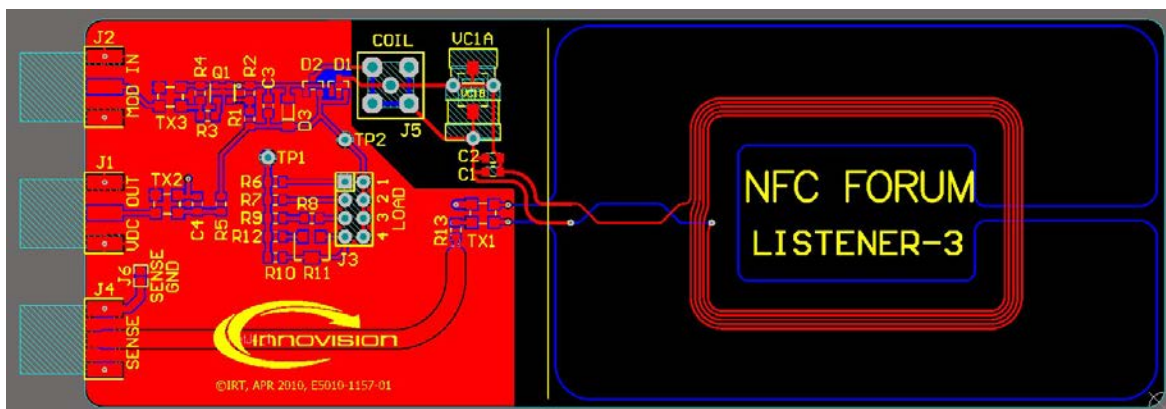 J2
MOD IN
R4
Q1
R2
C3
D2
D1
COIL
VC1A
VC1B
TX3
R3
R1
D3
J5
TP2
TP1
C2
C1
J1
VDC OUT
TX2
C4
R5
R6
R7
R9
R8
R12
R10
R11
1
2
3
4
LOAD
J3
R13
TX1
J6
SENSE
GND
J4
SENSE
innovision
©IRT, APR 2010, E5010-1157-01
NFC FORUM
LISTENER-3